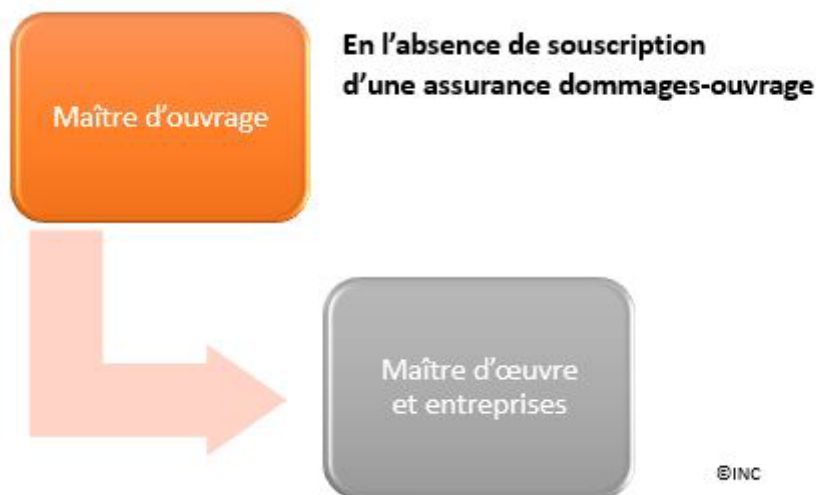 En l'absence de souscription
d'une assurance dommages-ouvrage
Maître d'ouvrage
Maître d'œuvre
et entreprises
©INC